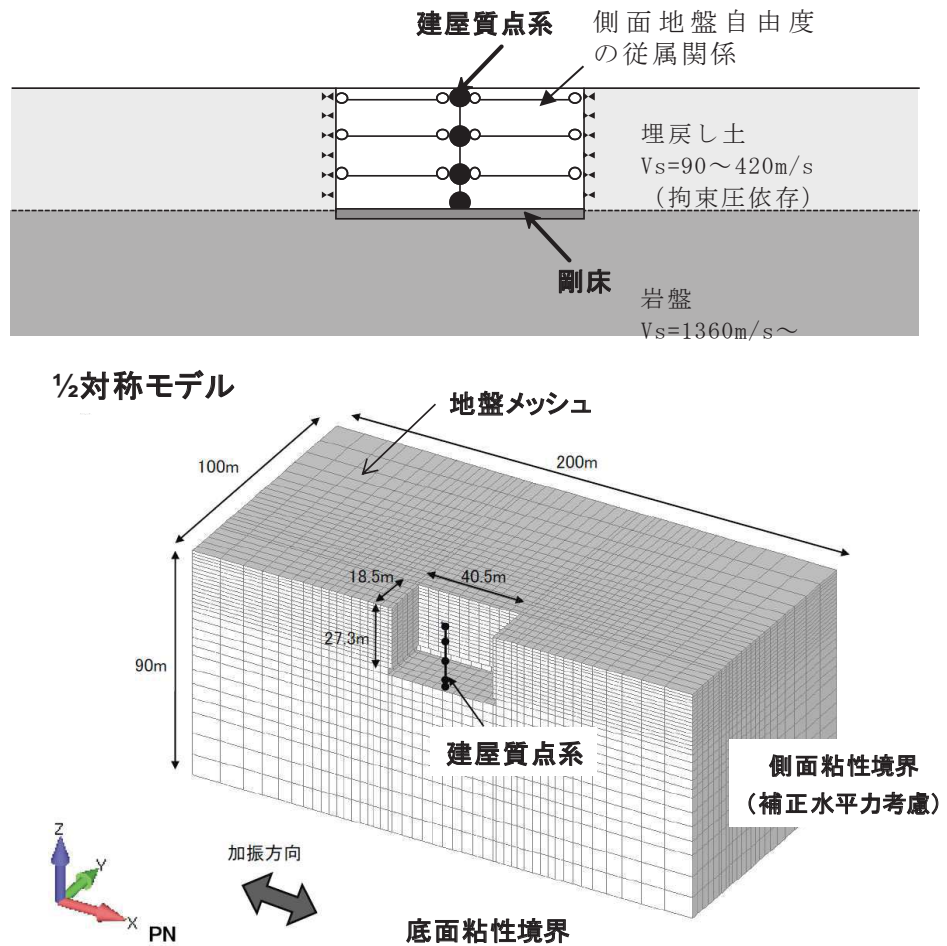 建屋質点系
側面地盤自由度
の従属関係
埋戻し土
Vs=90～420m/s
（拘束圧依存）
剛床
岩盤
Vs=1360m/s～
½対称モデル
地盤メッシュ
100m
200m
18.5m
40.5m
27.3m
90m
建屋質点系
側面粘性境界
（補正水平力考慮）
Z
Y
X
PN
加振方向
底面粘性境界